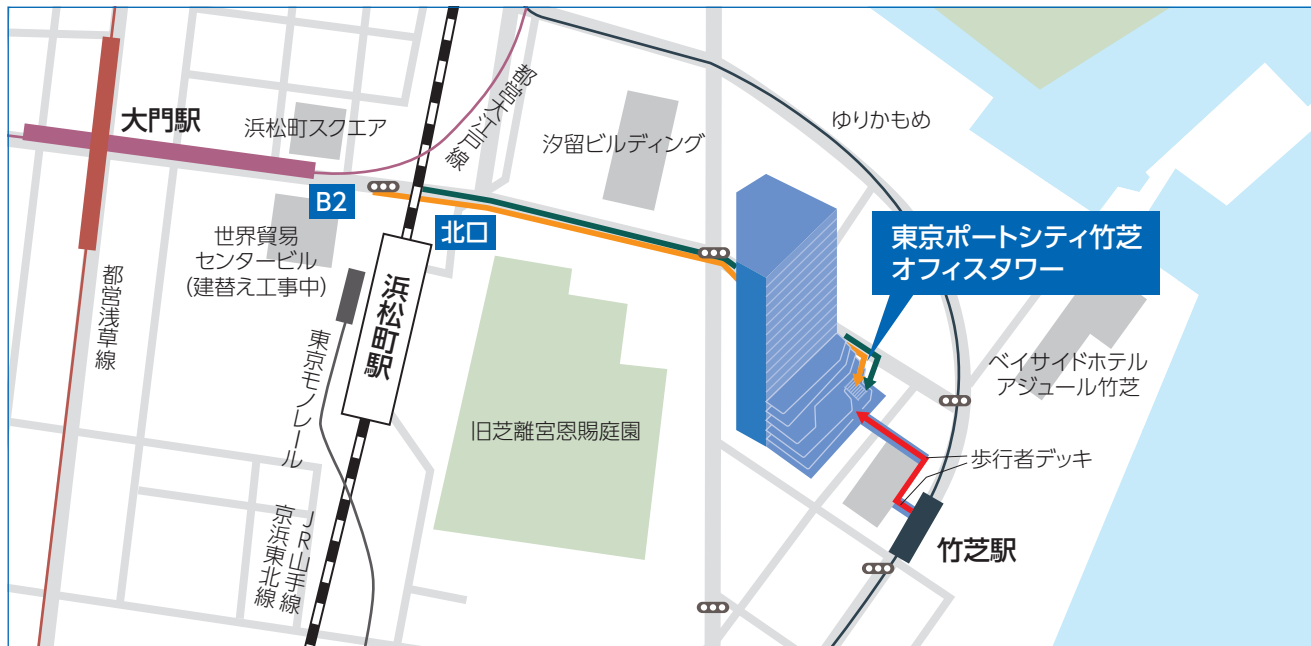 大門駅
浜松町スクエア
都営大江戸線
汐留ビルディング
ゆりかもめ
B2
北口
世界貿易
センタービル
(建替え工事中)
東京ポートシティ竹芝
オフィスタワー
都営浅草線
浜松町駅
東京モノレール
ベイサイドホテル
アジュール竹芝
旧芝離宮恩賜庭園
歩行者デッキ
竹芝駅
JR山手線
京浜東北線